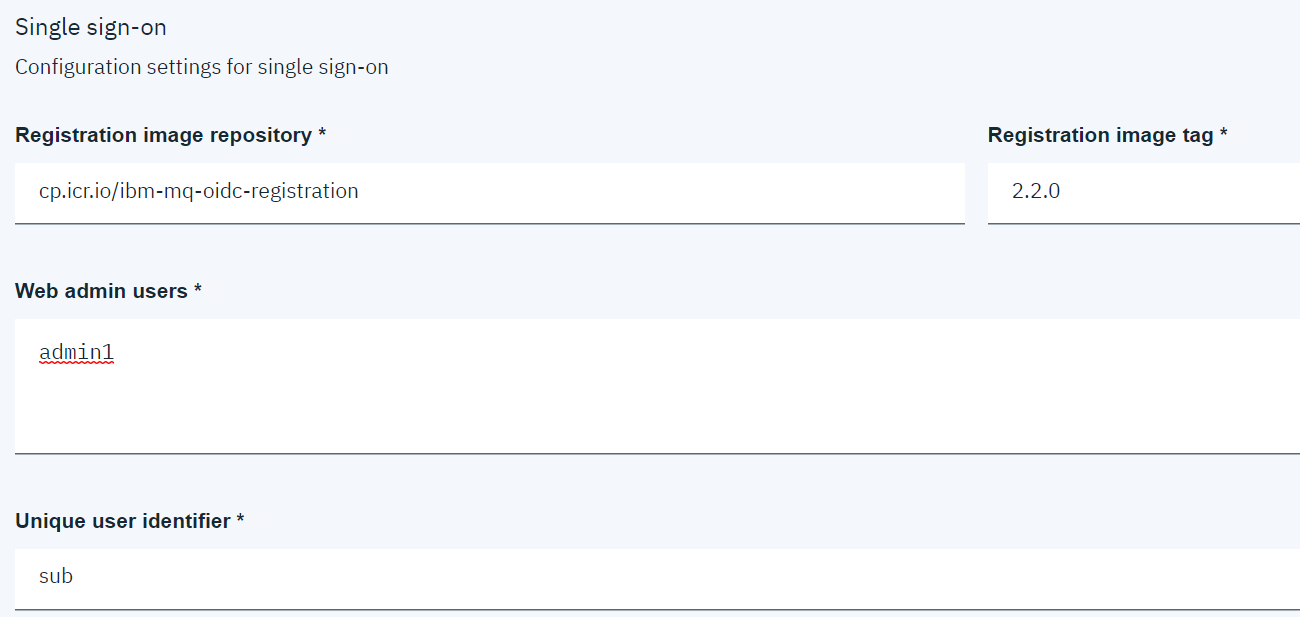 Single sign-on
Configuration settings for single sign-on
Registration image repository * Registration image tag *
cp.icr.io/ibm-mq-oidc-registration 2.2.0
Web admin users *
admin1
Unique user identifier *
sub